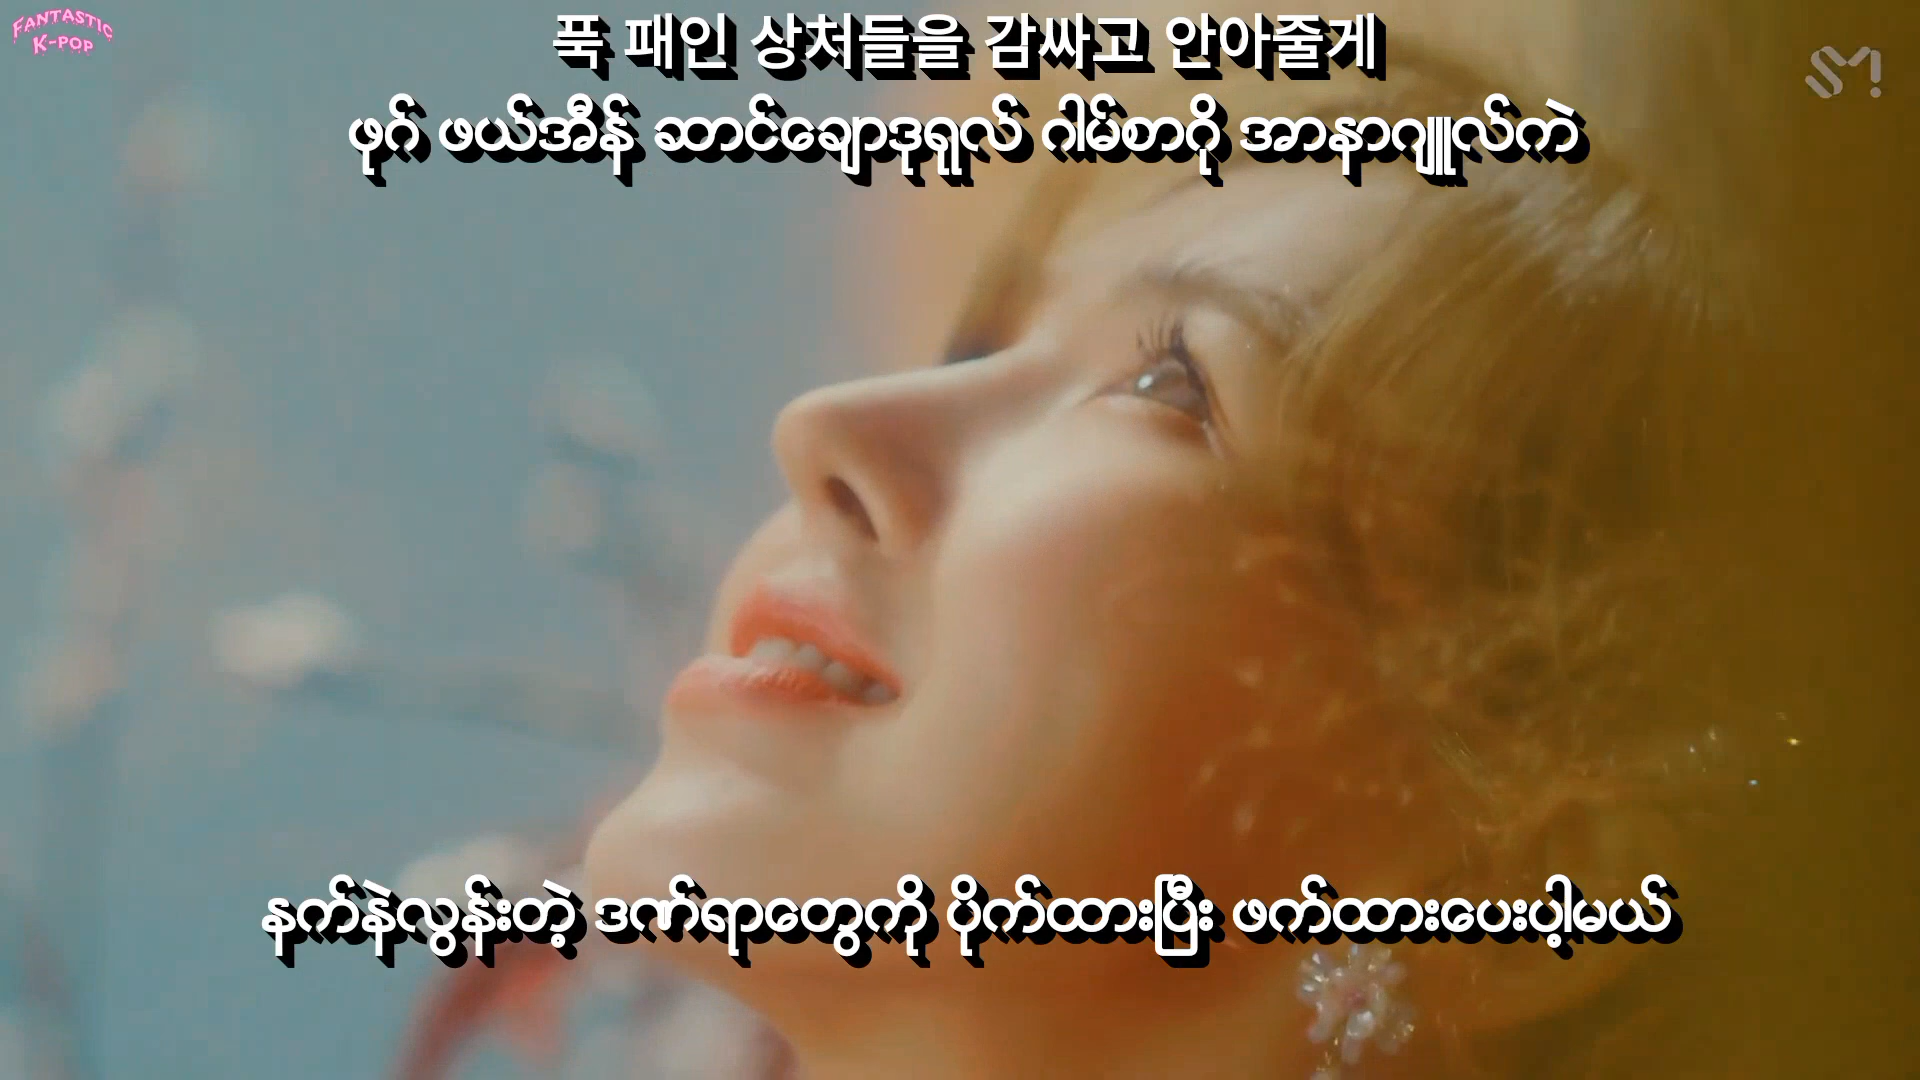 FANTASTIC
K-POP
푹 패인 상처들을 감싸고 안아줄게
SM
ဖုဂ် ဖယ်အီန် ဆာင်ချောဒုရုလ် ဂါမ်စာဂို အာနာဂျူလ်ကဲ
နက်နဲလွန်းတဲ့ ဒဏ်ရာတွေကို ပိုက်ထားပြီး ဖက်ထားပေးပါ့မယ်